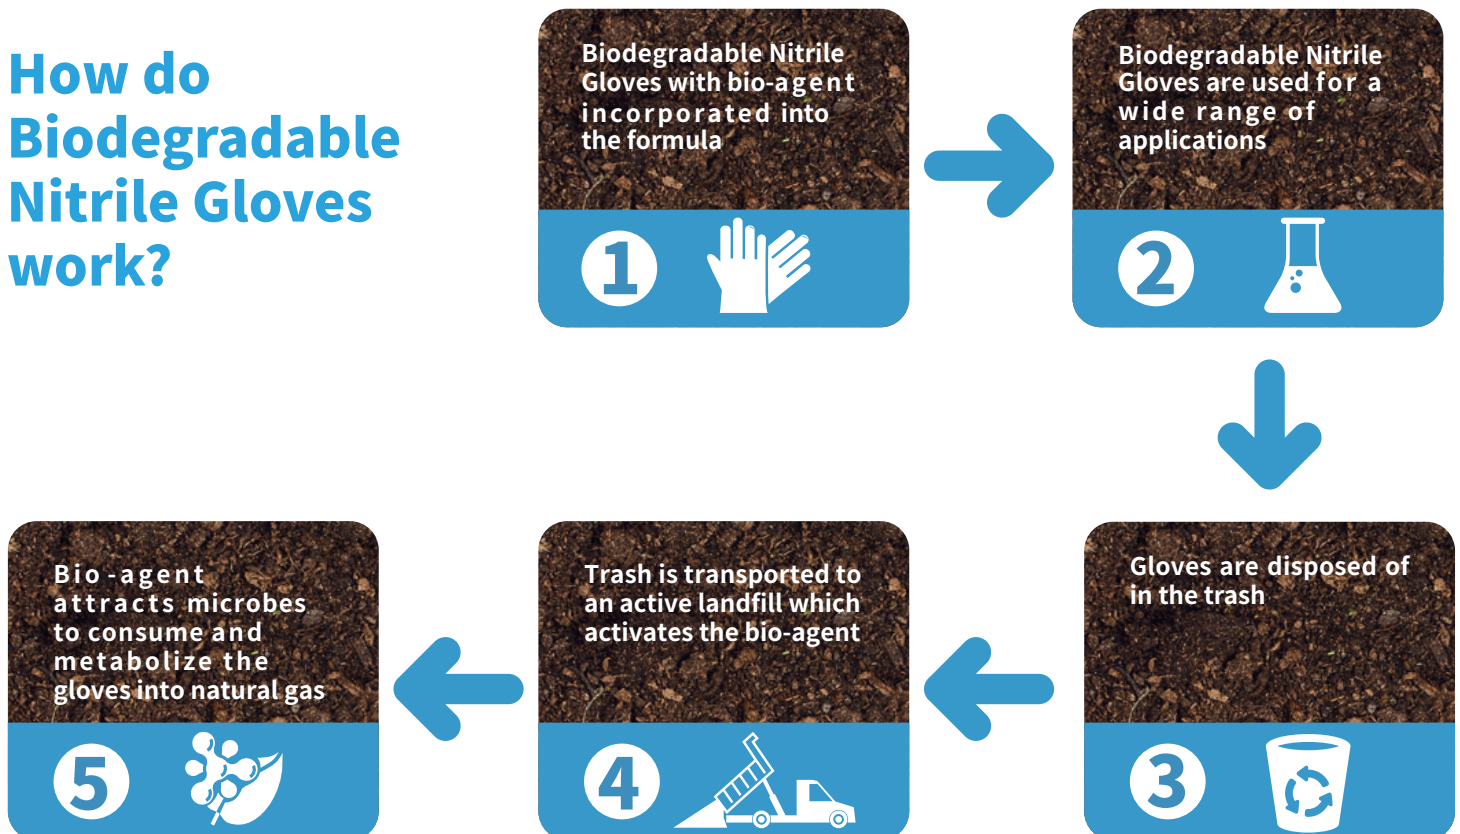 How do
Biodegradable
Nitrile Gloves
work?
Biodegradable Nitrile
Gloves with bio-agent
incorporated into
the formula
1
Biodegradable Nitrile
Gloves are used for a
wide range of
applications
2
Gloves are disposed of
in the trash
3
Trash is transported to
an active landfill which
activates the bio-agent
4
Bio -agent
attracts microbes
to consume and
metabolize the
gloves into natural gas
5